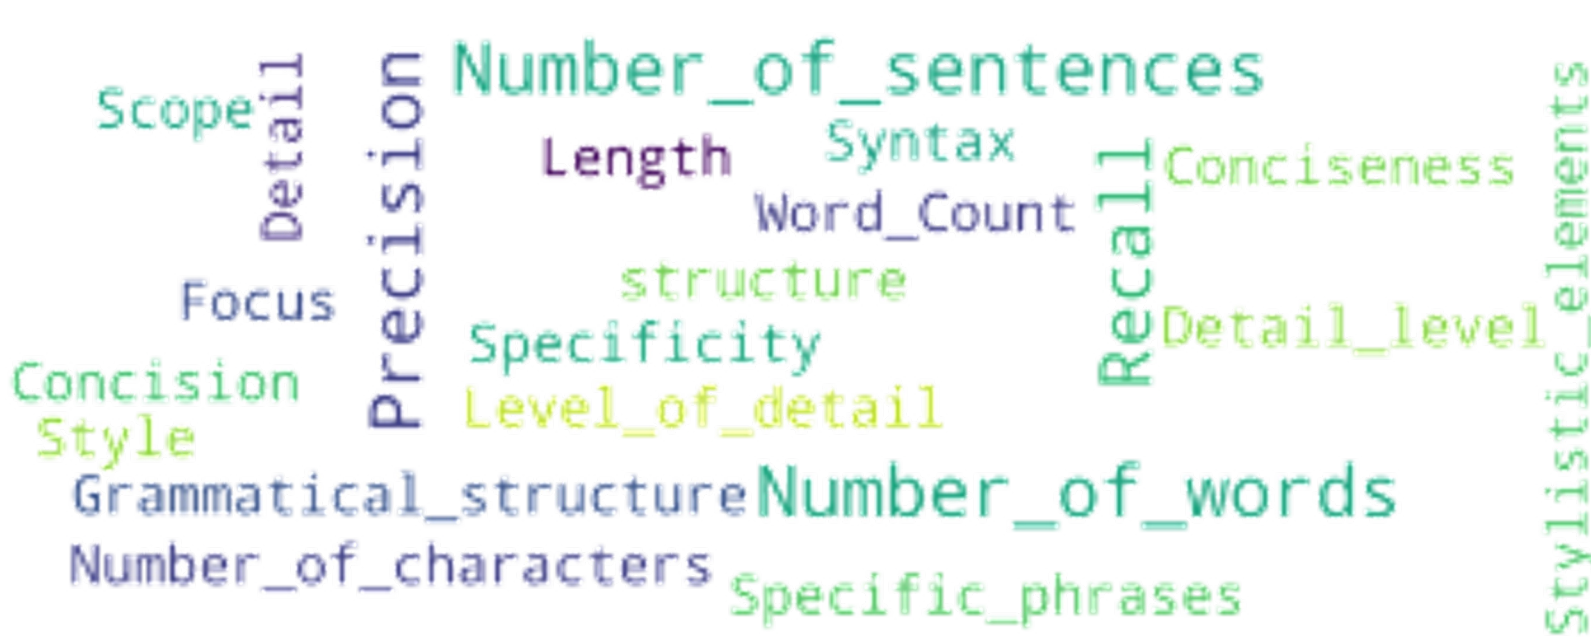 Number_of_sentences
Scope
Detail
Precision
Length
Syntax
Recall
Conciseness
Stylistic_elements
Word_Count
Focus
structure
Specificity
Detail_level
Concision
Level_of_detail
Style
Grammatical_structure
Number_of_words
Number_of_characters
Specific_phrases